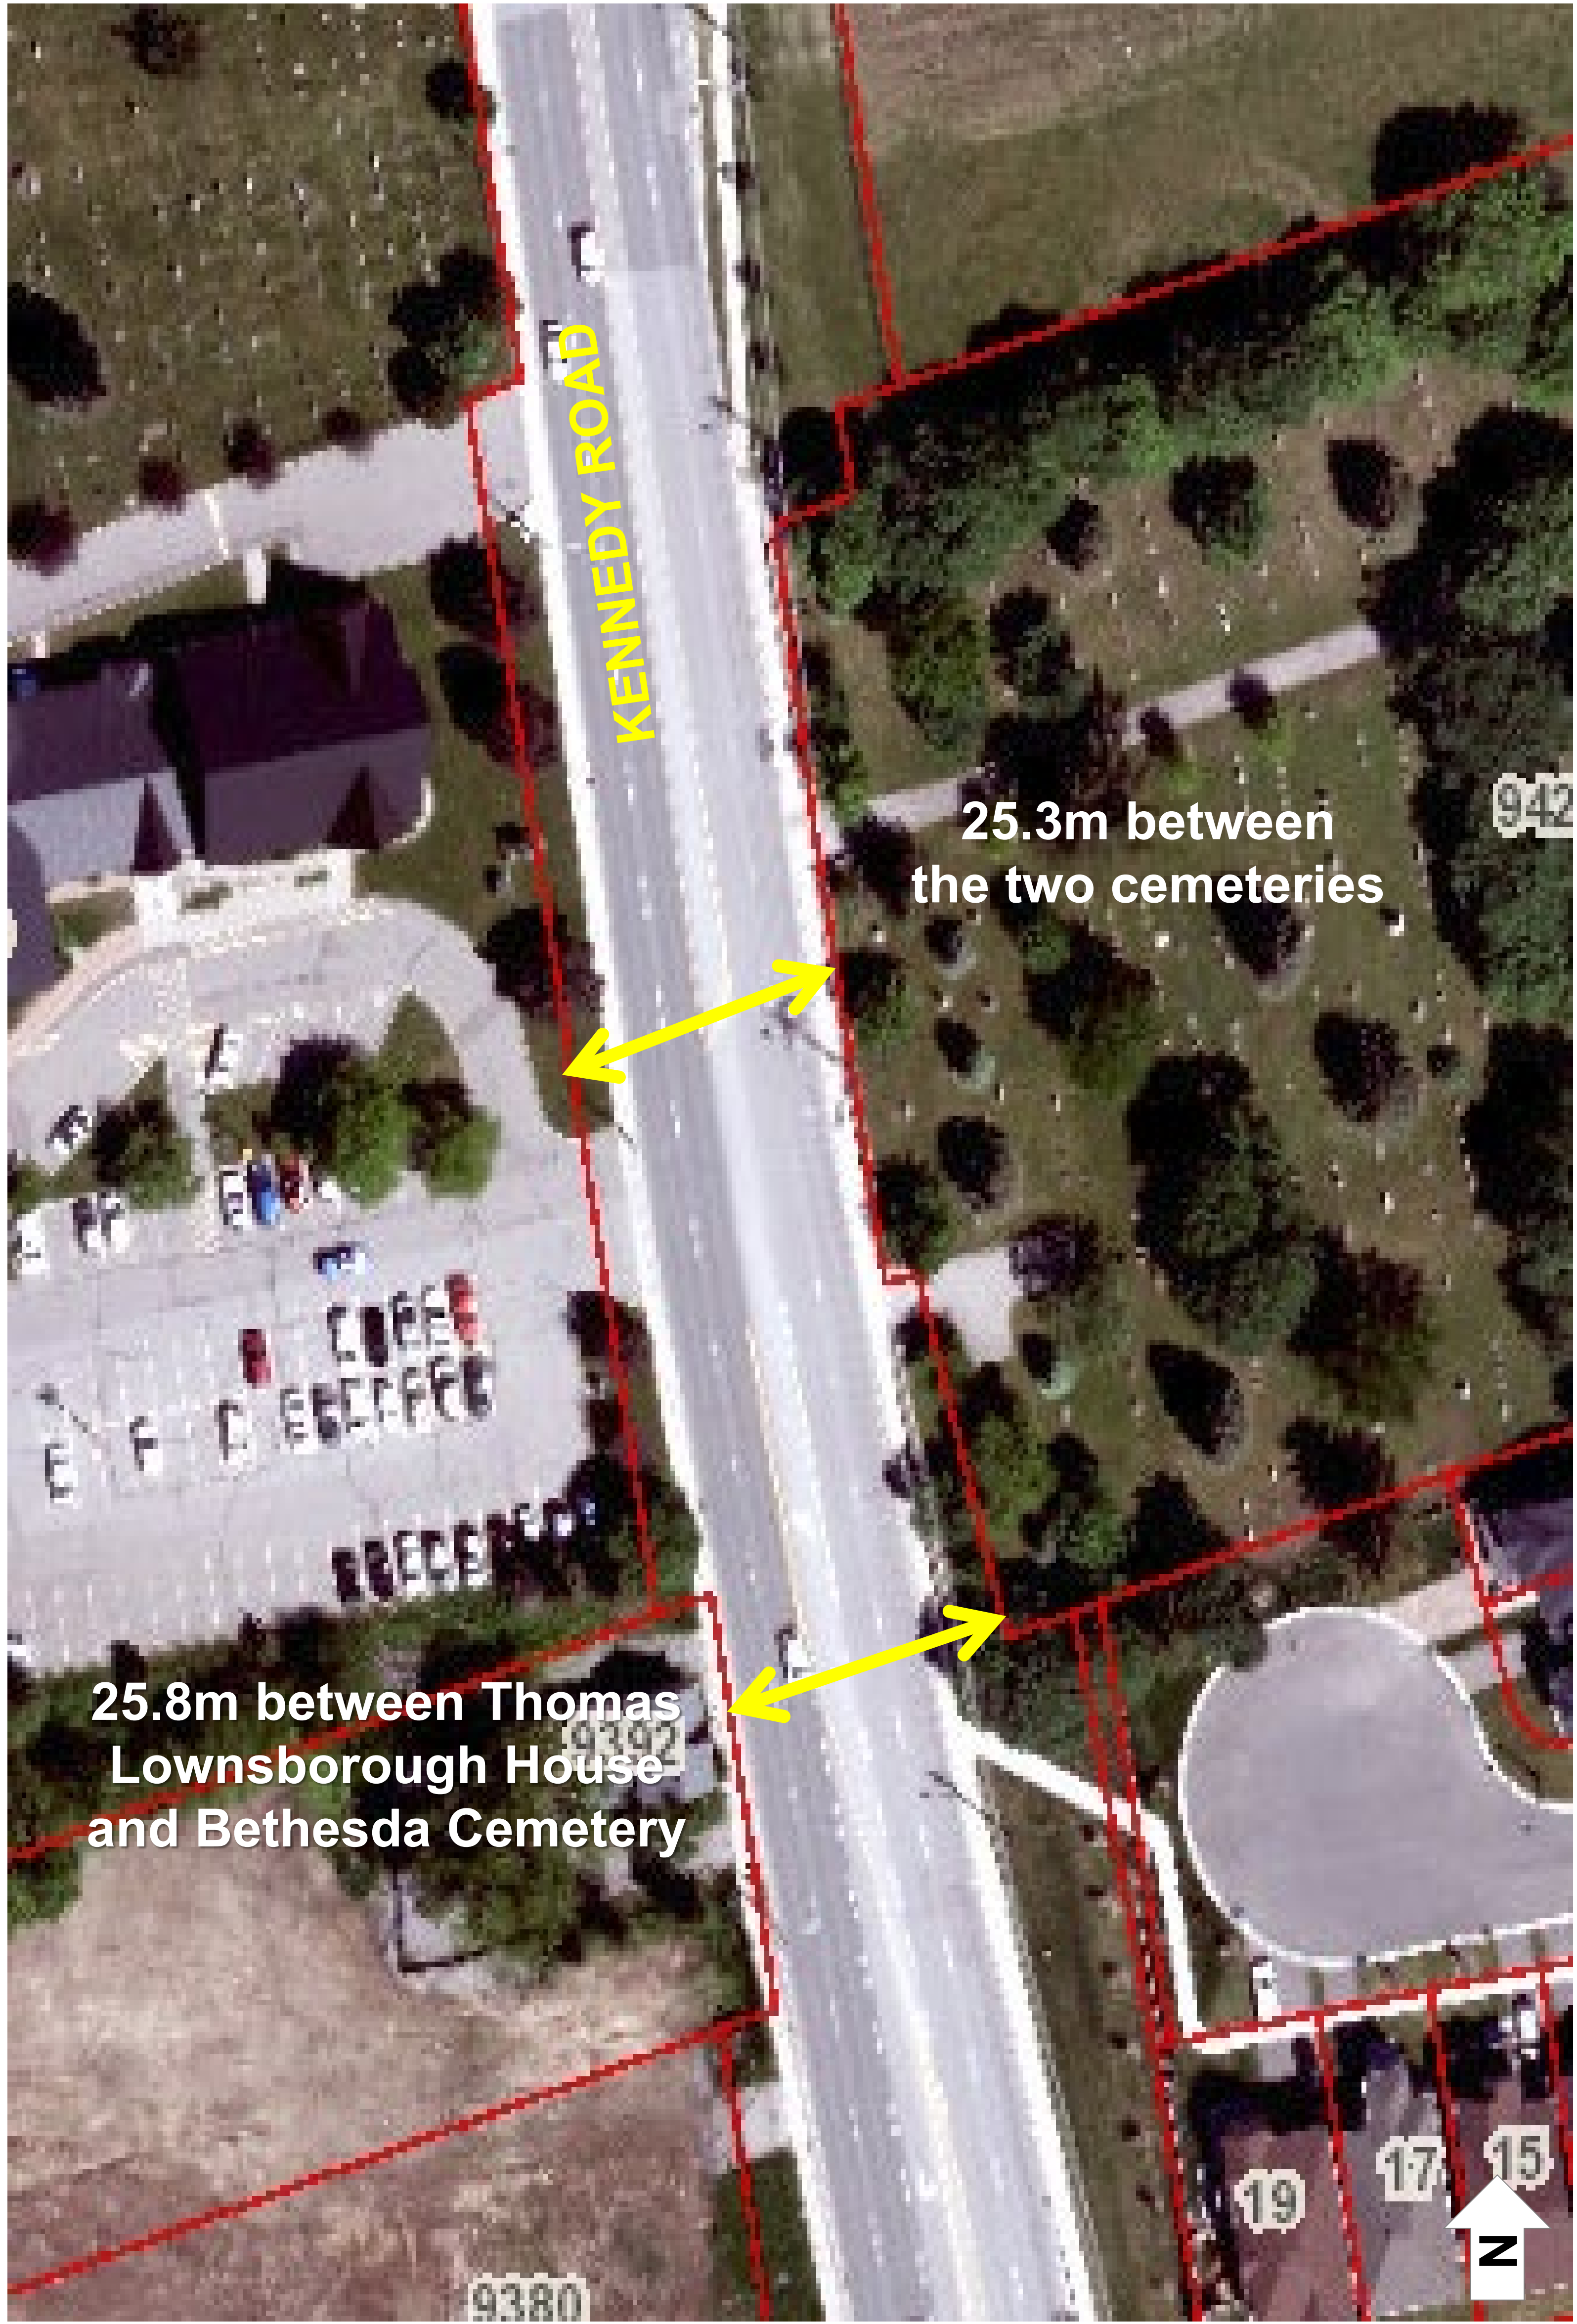 KENNEDY ROAD
25.3m between
the two cemeteries
942
25.8m between Thomas
Lownsborough House
and Bethesda Cemetery
9392
19
17
15
N
9380